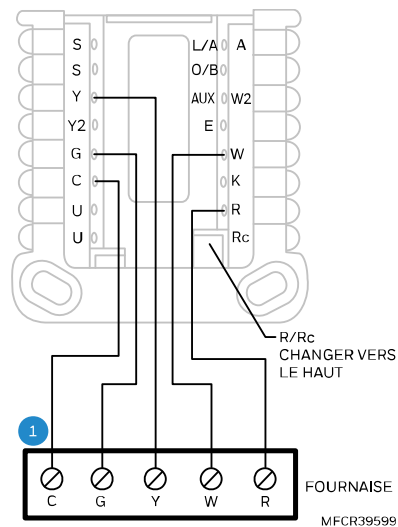 S L/A A
S O/B
Y AUX W2
Y2 E
G W
C K
U R
U Rc
R/Rc
CHANGER VERS
LE HAUT
1
C G Y W R
FOURNAISE
MFCR39599